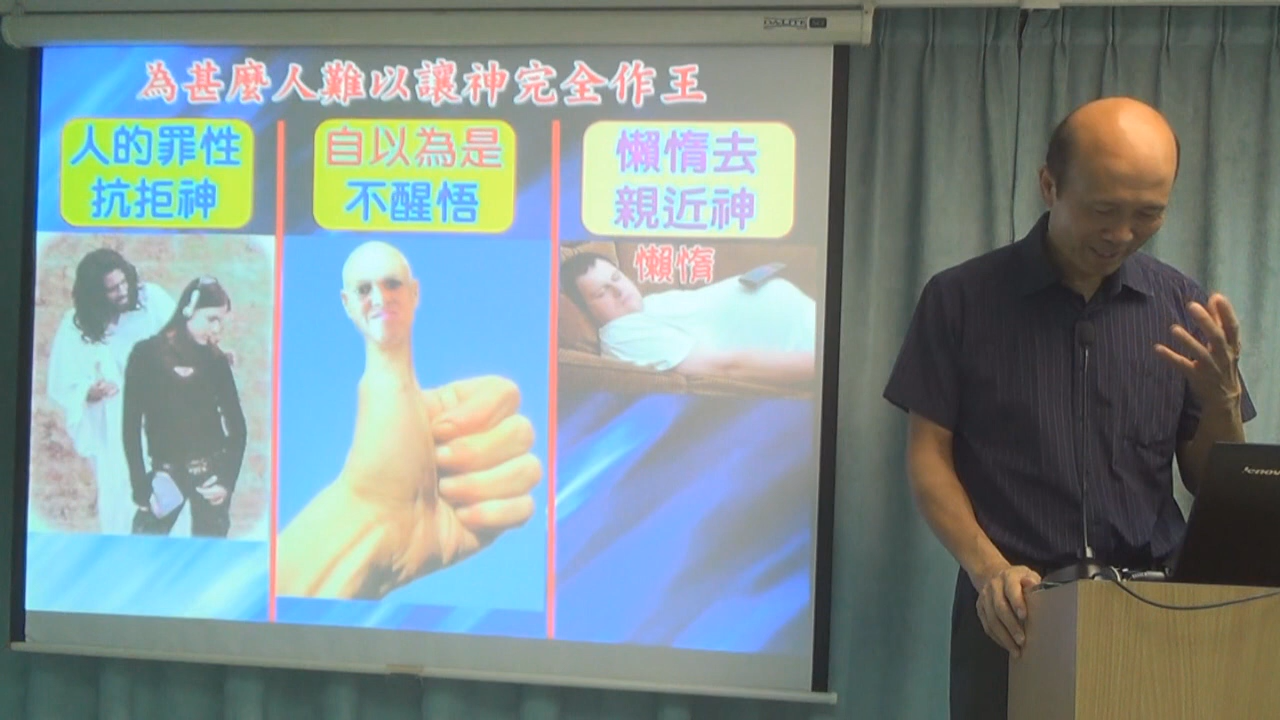 為甚麼人難以讓神完全作王
人的罪性
抗拒神
自以為是
不醒悟
懶惰去
親近神
懶惰
lenovo